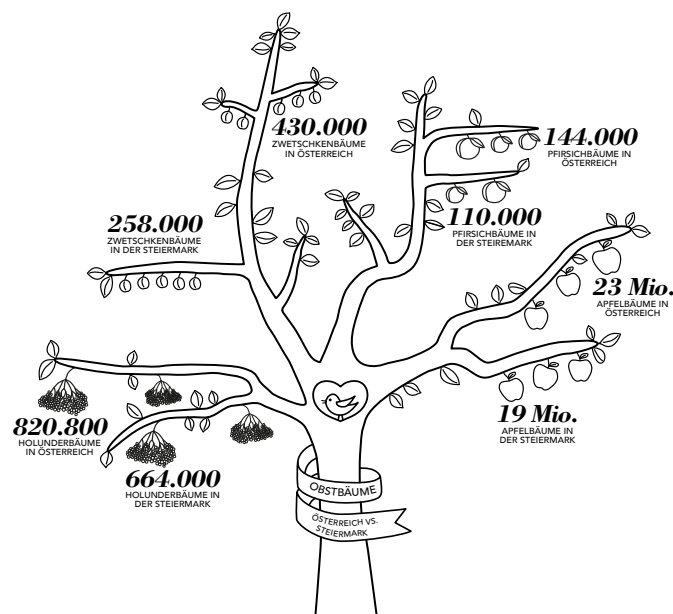 430.000
ZWETSCHKENBÄUME
IN ÖSTERREICH
144.000
PFIRSICHBÄUME IN
ÖSTERREICH
258.000
ZWETSCHKENBÄUME
IN DER STEIERMARK
110.000
PFIRSICHBÄUME IN
DER STEIREMARK
23 Mio.
APFELBÄUME IN
ÖSTERREICH
820.800
HOLUNDERBÄUME
IN ÖSTERREICH
19 Mio.
APFELBÄUME IN
DER STEIERMARK
664.000
HOLUNDERBÄUME IN
DER STEIERMARK
OBSTBÄUME
ÖSTERREICH VS.
STEIERMARK